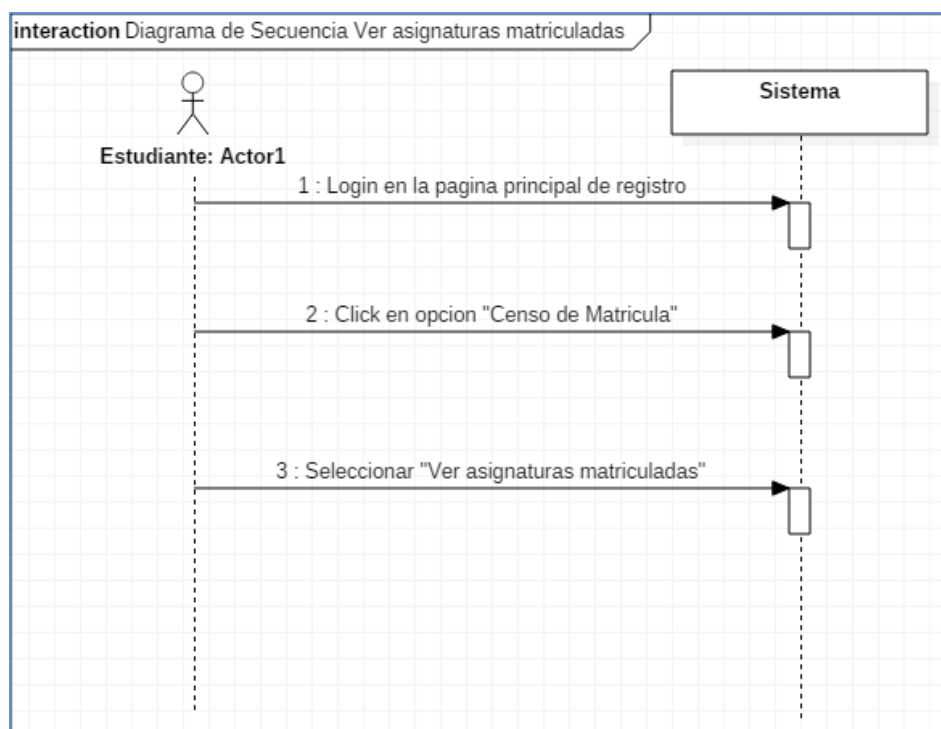 interaction Diagrama de Secuencia Ver asignaturas matriculadas
Sistema
Estudiante: Actor1
1 : Login en la pagina principal de registro
2 : Click en opcion "Censo de Matricula"
3 : Seleccionar "Ver asignaturas matriculadas"